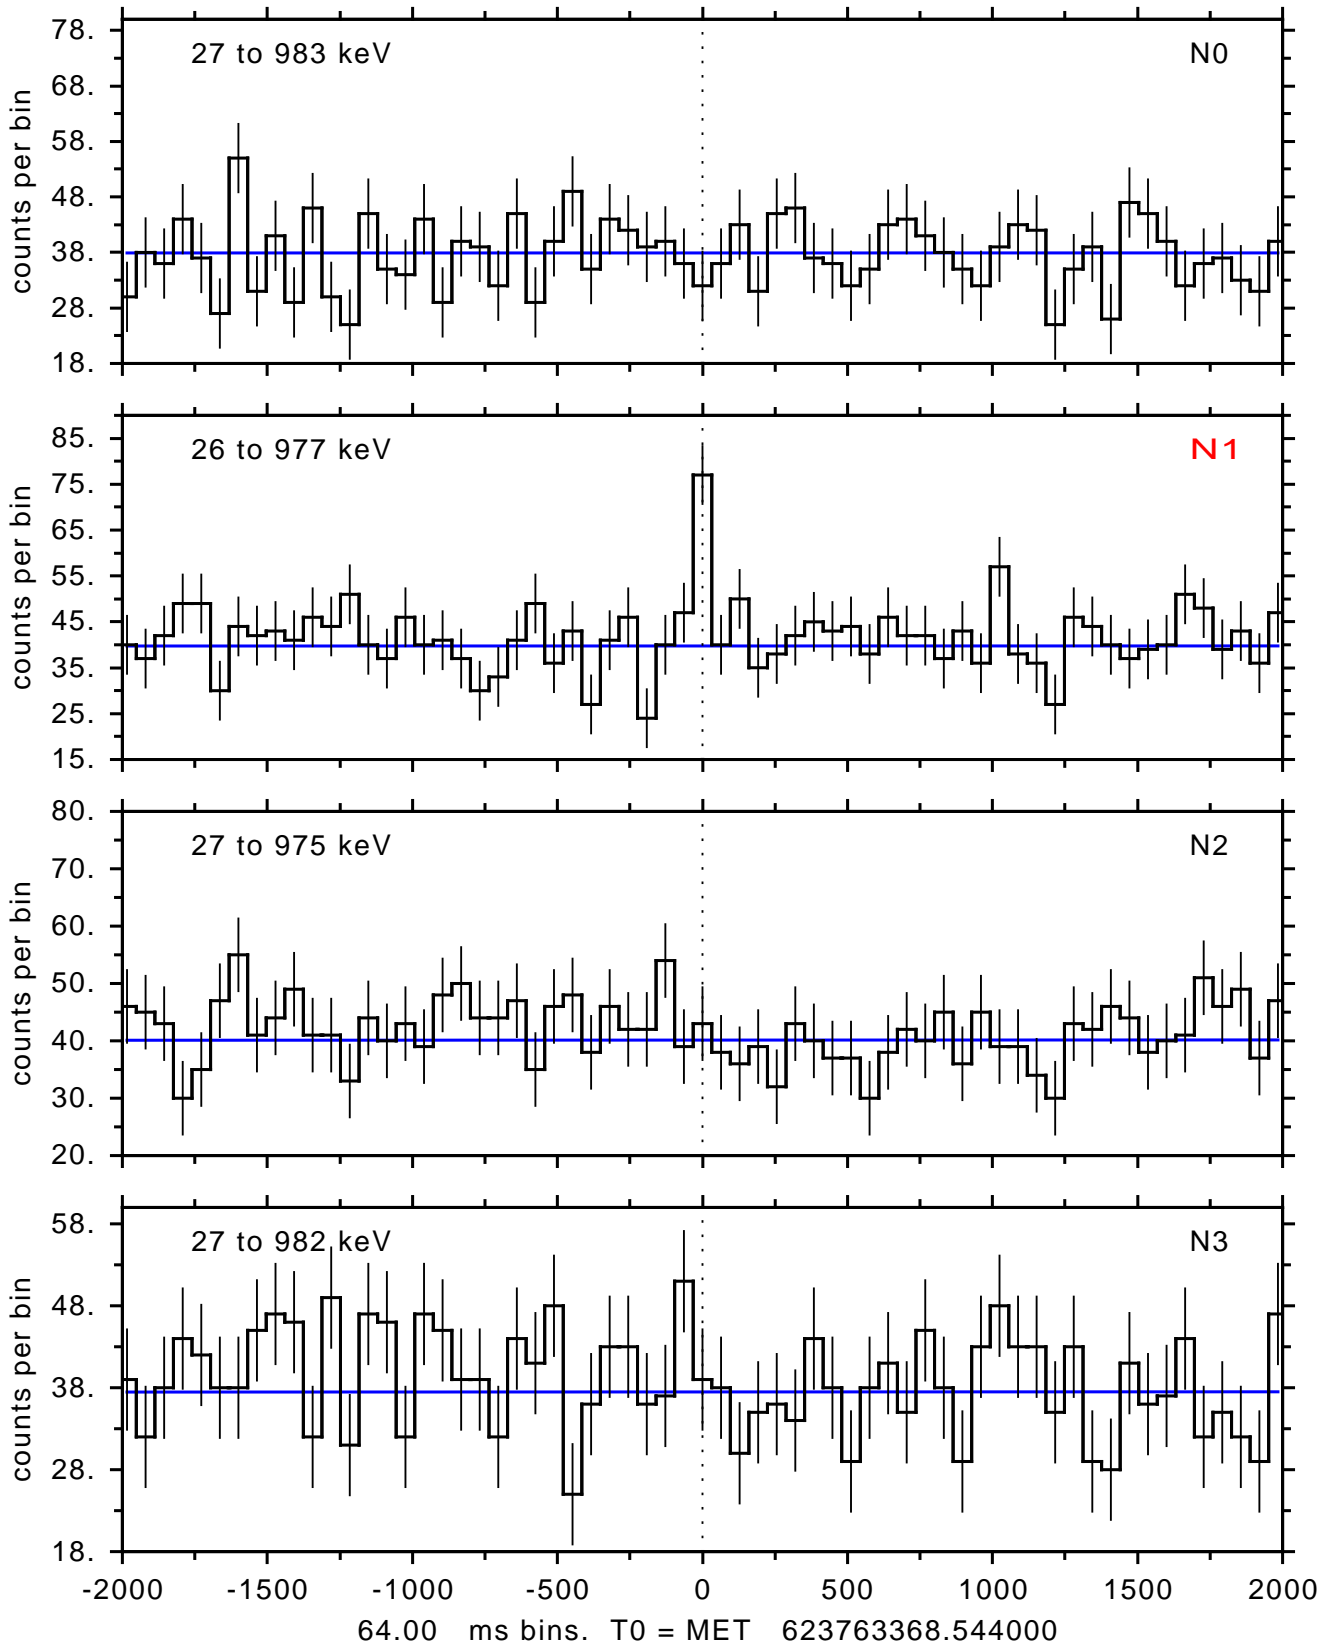 27 to 983 keV
N0
78.
68.
58.
48.
38.
28.
18.
counts per bin
26 to 977 keV
N1
85.
75.
65.
55.
45.
35.
25.
15.
counts per bin
27 to 975 keV
N2
80.
70.
60.
50.
40.
30.
20.
counts per bin
27 to 982 keV
N3
58.
48.
38.
28.
18.
counts per bin
-2000 -1500 -1000 -500 0 500 1000 1500 2000
64.00 ms bins. T0 = MET 623763368.544000